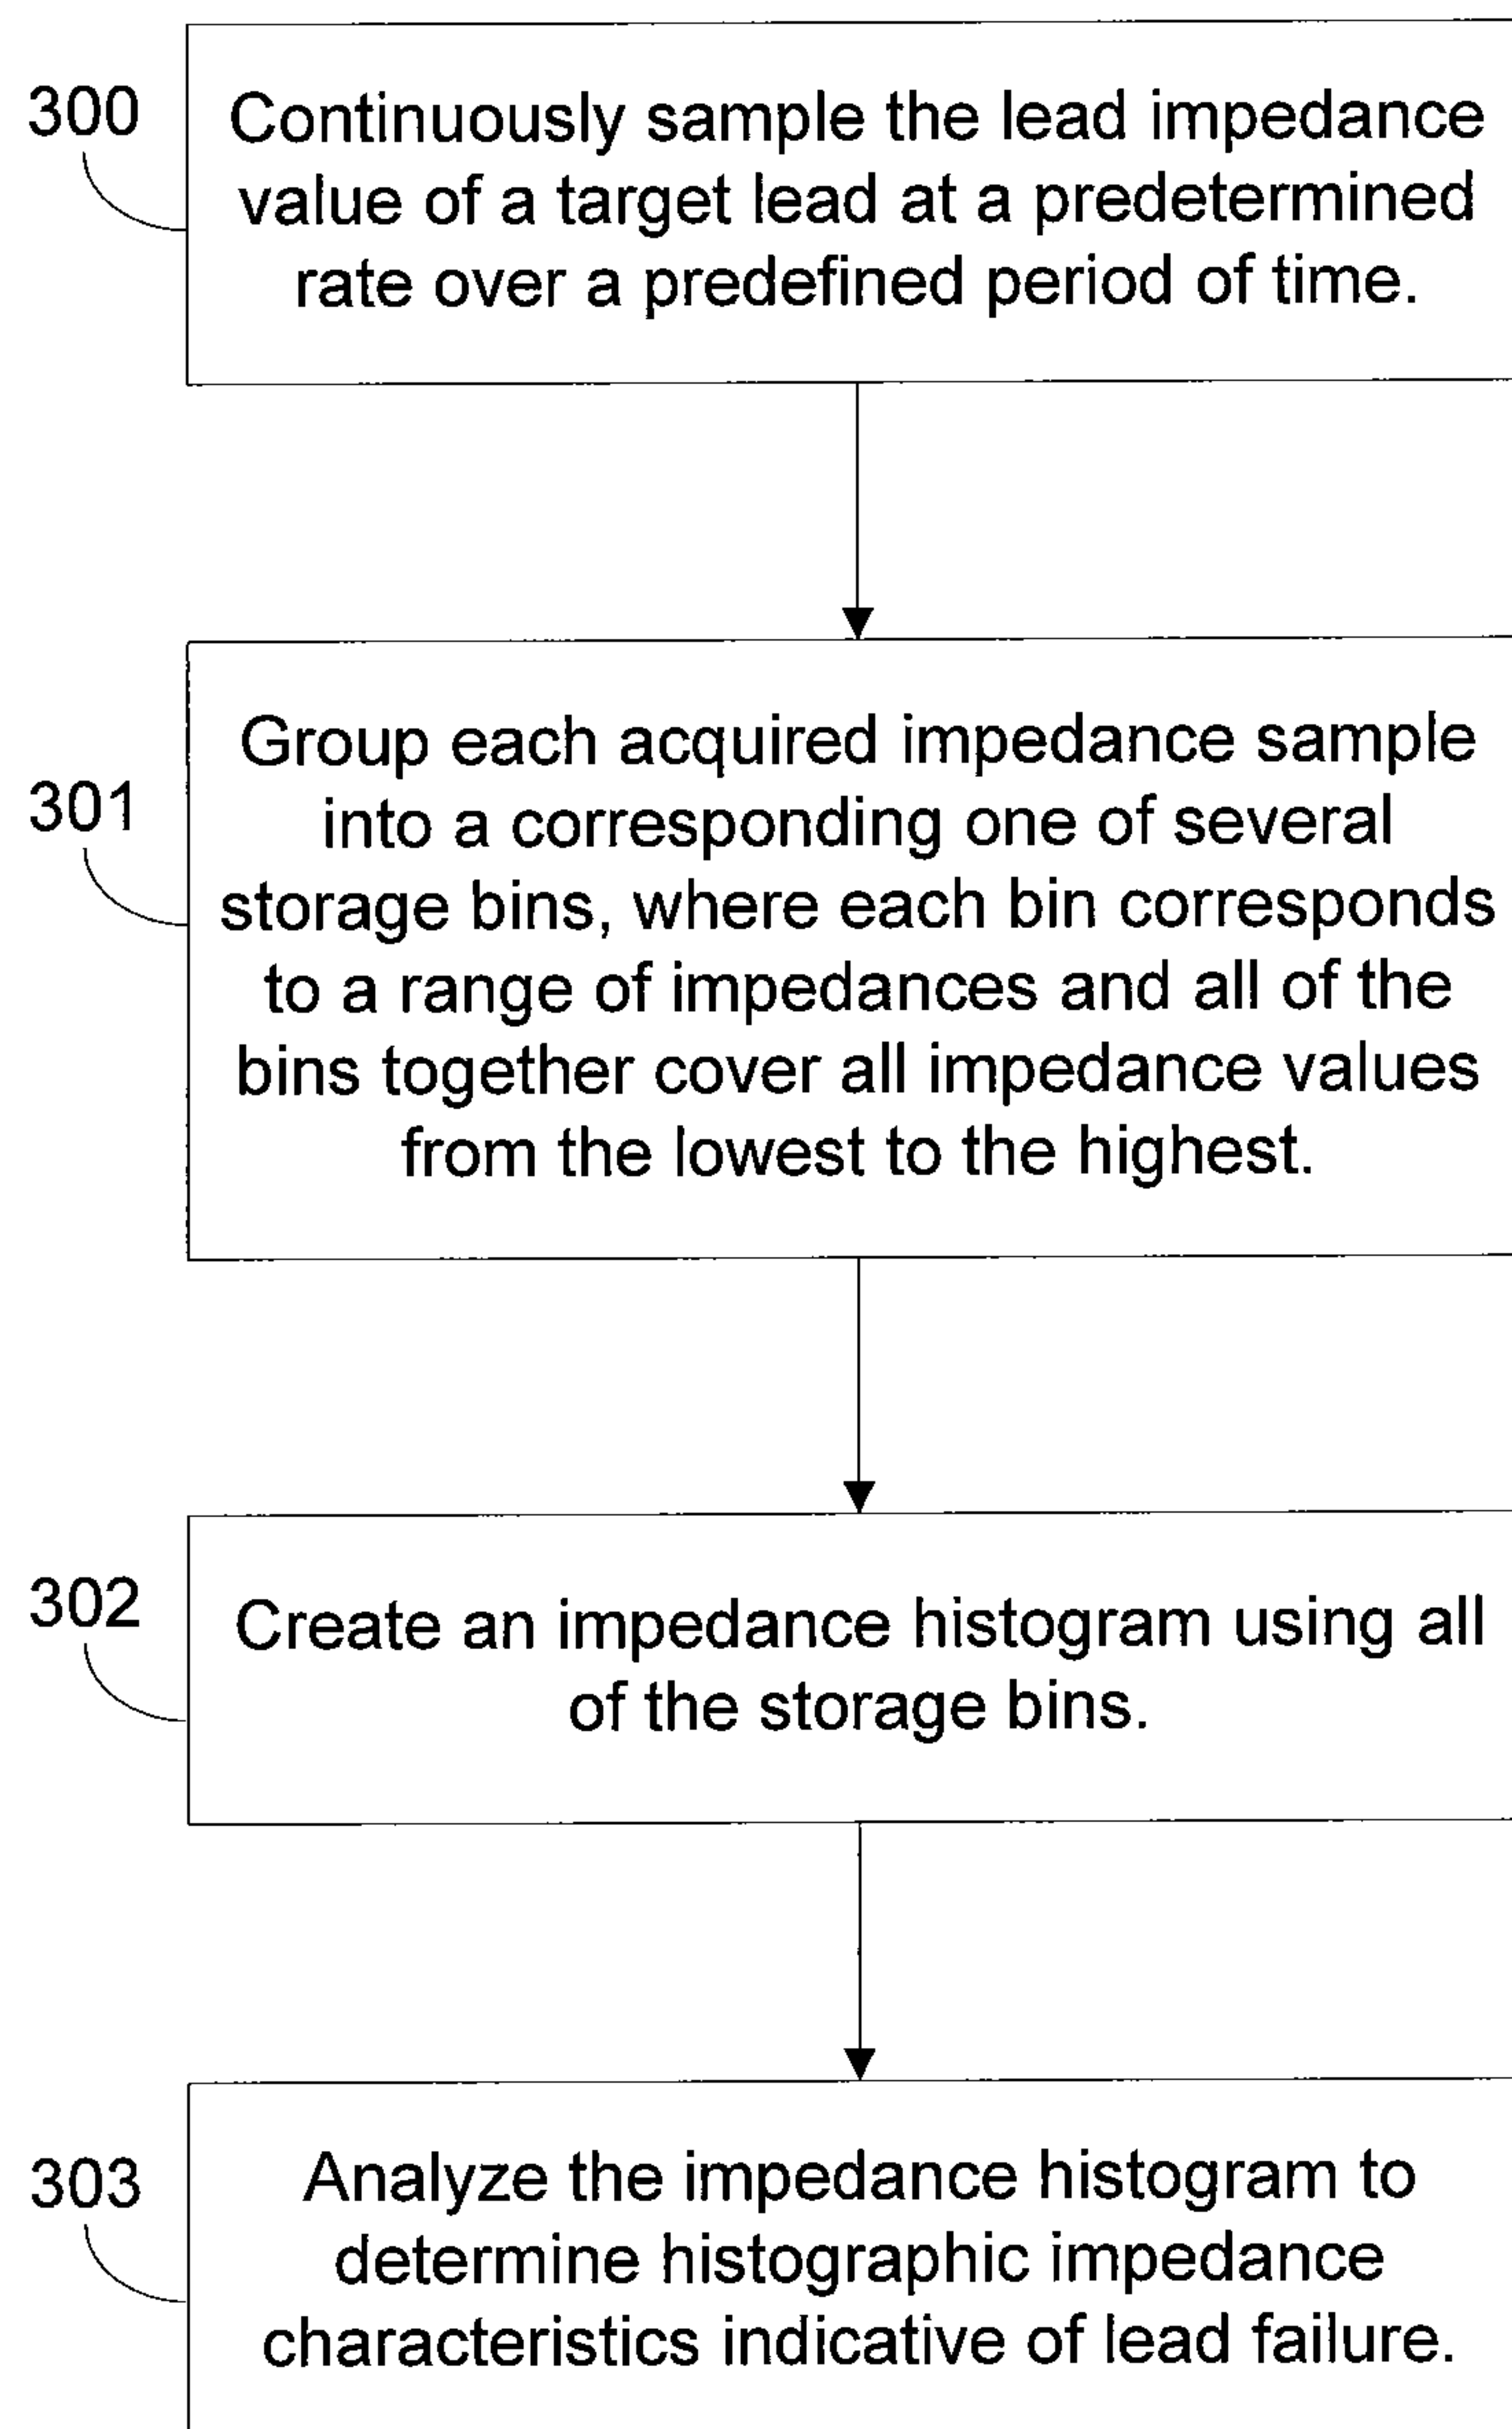 300
Continuously sample the lead impedance
value of a target lead at a predetermined
rate over a predefined period of time.
301
Group each acquired impedance sample
into a corresponding one of several
storage bins, where each bin corresponds
to a range of impedances and all of the
bins together cover all impedance values
from the lowest to the highest.
302
Create an impedance histogram using all
of the storage bins.
303
Analyze the impedance histogram to
determine histographic impedance
characteristics indicative of lead failure.